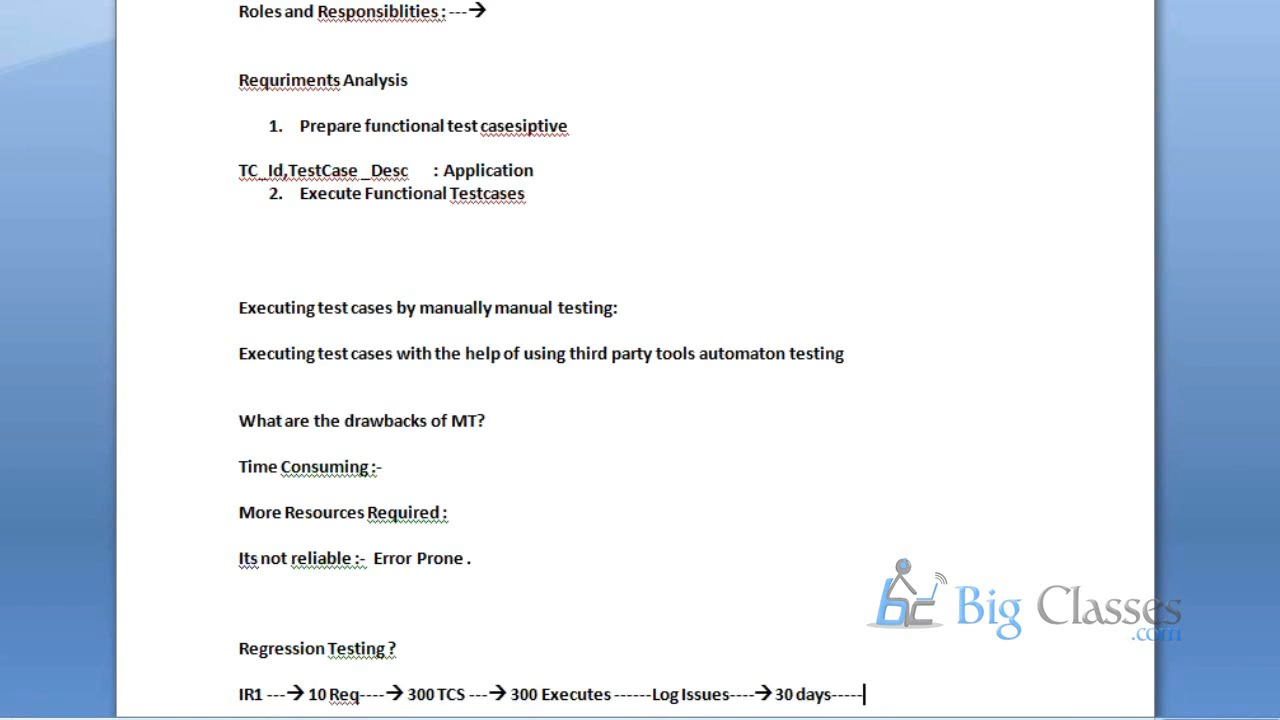 Roles and Responsiblities : ---→
Requriments Analysis
1. Prepare functional test casesiptive
TC_Id,TestCase _Desc : Application
2. Execute Functional Testcases
Executing test cases by manually manual testing:
Executing test cases with the help of using third party tools automaton testing
What are the drawbacks of MT?
Time Consuming :-
More Resources Required :
Its not reliable :- Error Prone .
bc Big Classes
.com
Regression Testing ?
IR1 ---→ 10 Req----→ 300 TCS ---→ 300 Executes ------Log Issues----→ 30 days-----